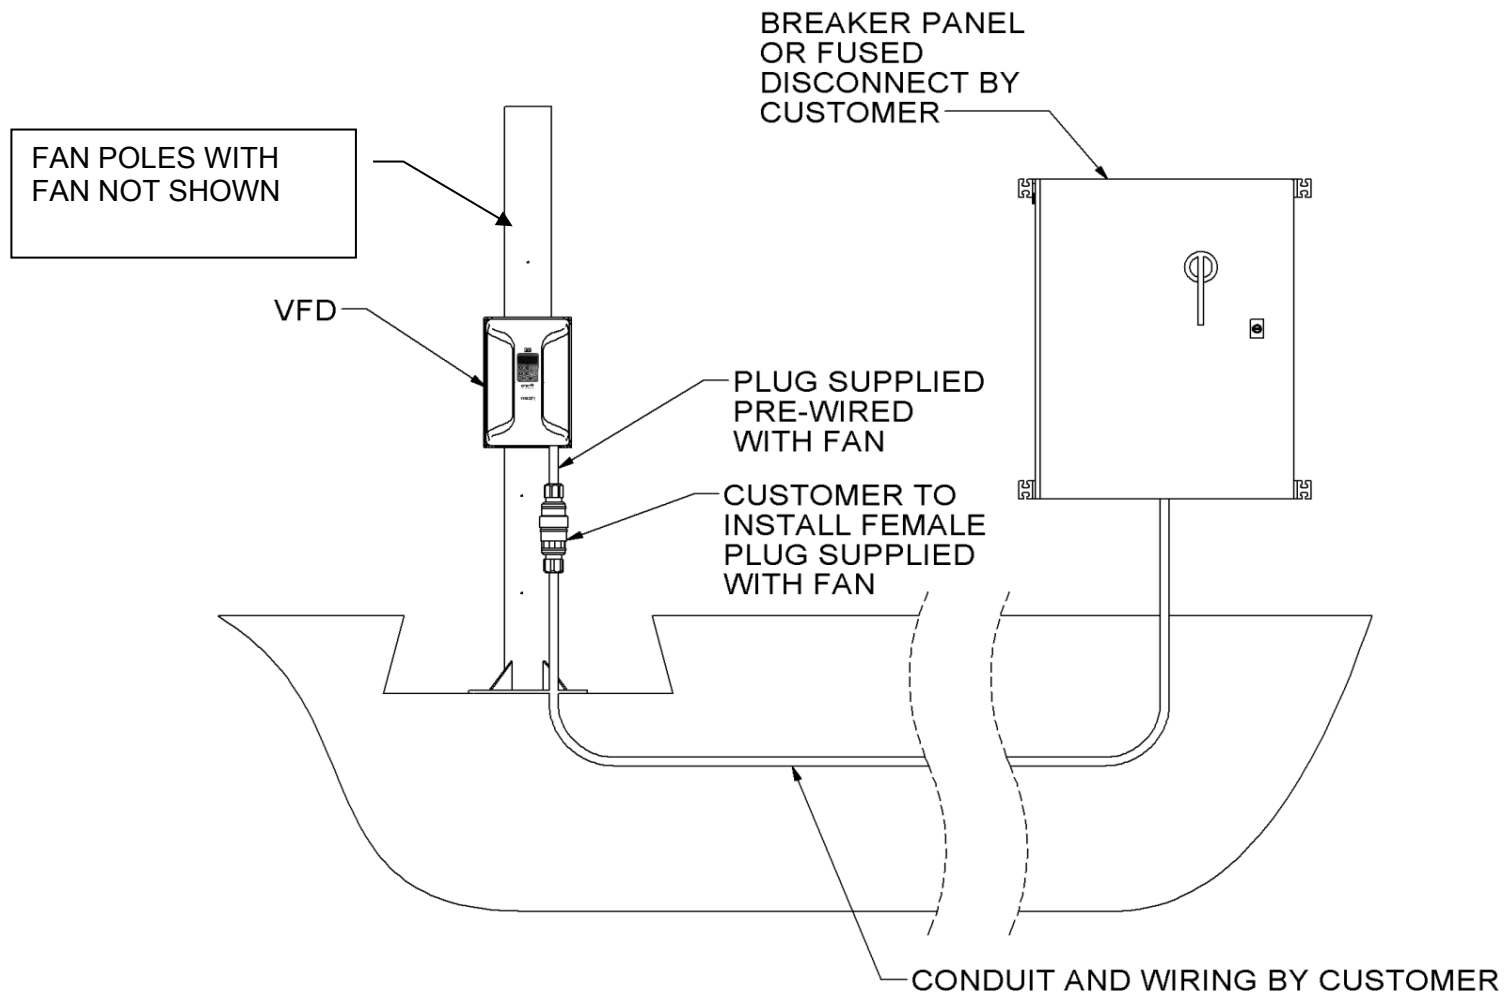 BREAKER PANEL
OR FUSED
DISCONNECT BY
CUSTOMER
FAN POLES WITH
FAN NOT SHOWN
VFD
PLUG SUPPLIED
PRE-WIRED
WITH FAN
CUSTOMER TO
INSTALL FEMALE
PLUG SUPPLIED
WITH FAN
CONDUIT AND WIRING BY CUSTOMER